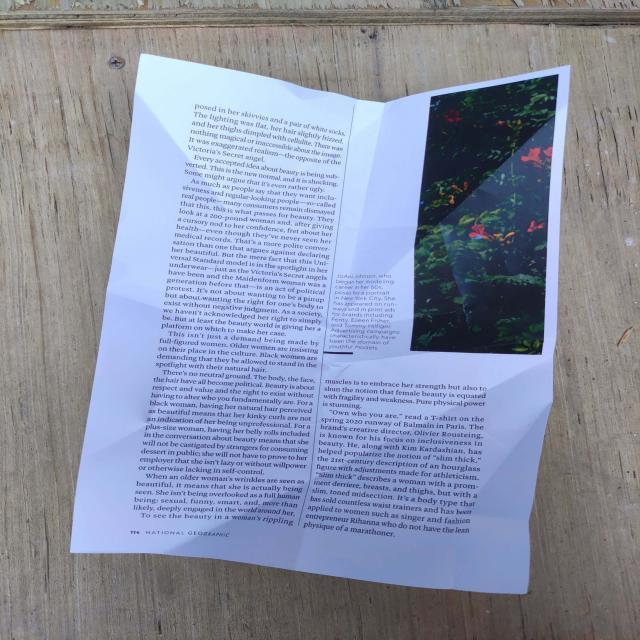 posed in her skivvies and a pair of white socks.
The lighting was flat, her hair slightly frizzed,
and her thighs dimpled with cellulite. There was
nothing magical or inaccessible about the image.
It was exaggerated realism—the opposite of the
Victoria's Secret angel.
Every accepted idea about beauty is being sub-
verted. This is the new normal, and it is shocking.
Some might argue that it's even rather ugly.
As much as people say that they want inclu-
siveness and regular-looking people—so-called
real people—many consumers remain dismayed
that this, this is what passes for beauty. They
look at a 200-pound woman and, after giving
a cursory nod to her confidence, fret about her
health—even though they've never seen her
medical records. That's a more polite conver-
sation than one that argues against declaring
her beautiful. But the mere fact that this Uni-
versal Standard model is in the spotlight in her
underwear—just as the Victoria's Secret angels
have been and the Maidenform woman was a
generation before that—is an act of political
protest. It's not about wanting to be a pinup
but about wanting the right for one's body to
exist without negative judgment. As a society,
we haven't acknowledged her right to simply
be. But at least the beauty world is giving her a
platform on which to make her case.
This isn't just a demand being made by
full-figured women. Older women are insisting
on their place in the culture. Black women are
demanding that they be allowed to stand in the
spotlight with their natural hair.
There's no neutral ground. The body, the face,
the hair have all become political. Beauty is about
respect and value and the right to exist without
having to alter who you fundamentally are. For a
black woman, having her natural hair perceived
as beautiful means that her kinky curls are not
an indication of her being unprofessional. For a
plus-size woman, having her belly rolls included
in the conversation about beauty means that she
will not be castigated by strangers for consuming
dessert in public; she will not have to prove to her
employer that she isn't lazy or without willpower
or otherwise lacking in self-control.
When an older woman's wrinkles are seen as
beautiful, it means that she is actually being
seen. She isn't being overlooked as a full human
being: sexual, funny, smart, and, more than
likely, deeply engaged in the world around her.
To see the beauty in a woman's rippling
114 NATIONAL GEOGRAPHIC
JoAni Johnson, who
began her modeling
career in her 60s,
poses for a portrait
in New York City. She
has appeared on run-
ways and in print ads
for brands including
Fenty, Eileen Fisher,
and Tommy Hilfiger.
Advertising campaigns
characteristically have
been the domain of
youthful models.
muscles is to embrace her strength but also to
shun the notion that female beauty is equated
with fragility and weakness. Pure physical power
is stunning.
"Own who you are," read a T-shirt on the
spring 2020 runway of Balmain in Paris. The
brand's creative director, Olivier Rousteing,
is known for his focus on inclusiveness in
beauty. He, along with Kim Kardashian, has
helped popularize the notion of "slim thick,"
the 21st-century description of an hourglass
figure with adjustments made for athleticism.
"Slim thick" describes a woman with a prom-
inent derriere, breasts, and thighs, but with a
slim, toned midsection. It's a body type that
has sold countless waist trainers and has been
applied to women such as singer and fashion
entrepreneur Rihanna who do not have the lean
physique of a marathoner.